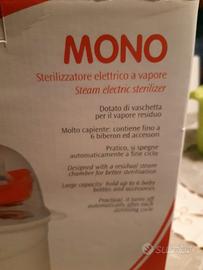 MONO
Sterilizzatore elettrico a vapore
Steam electric sterilizer
Dotato di vaschetta
per il vapore residuo
Molto capiente: contiene fino a
6 biberon ed accessori
Pratico, si spegne
automaticamente a fine ciclo
Designed with a residual steam
chamber for better sterilisation
Large capacity: hold up to 6 baby
bottles and accessories
Practical: it turns off
automatically after each
sterilising cycle
Subito